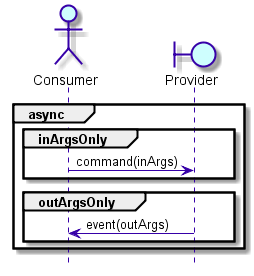 Consumer
Provider
async
inArgsOnly
command(inArgs)
outArgsOnly
event(outArgs)